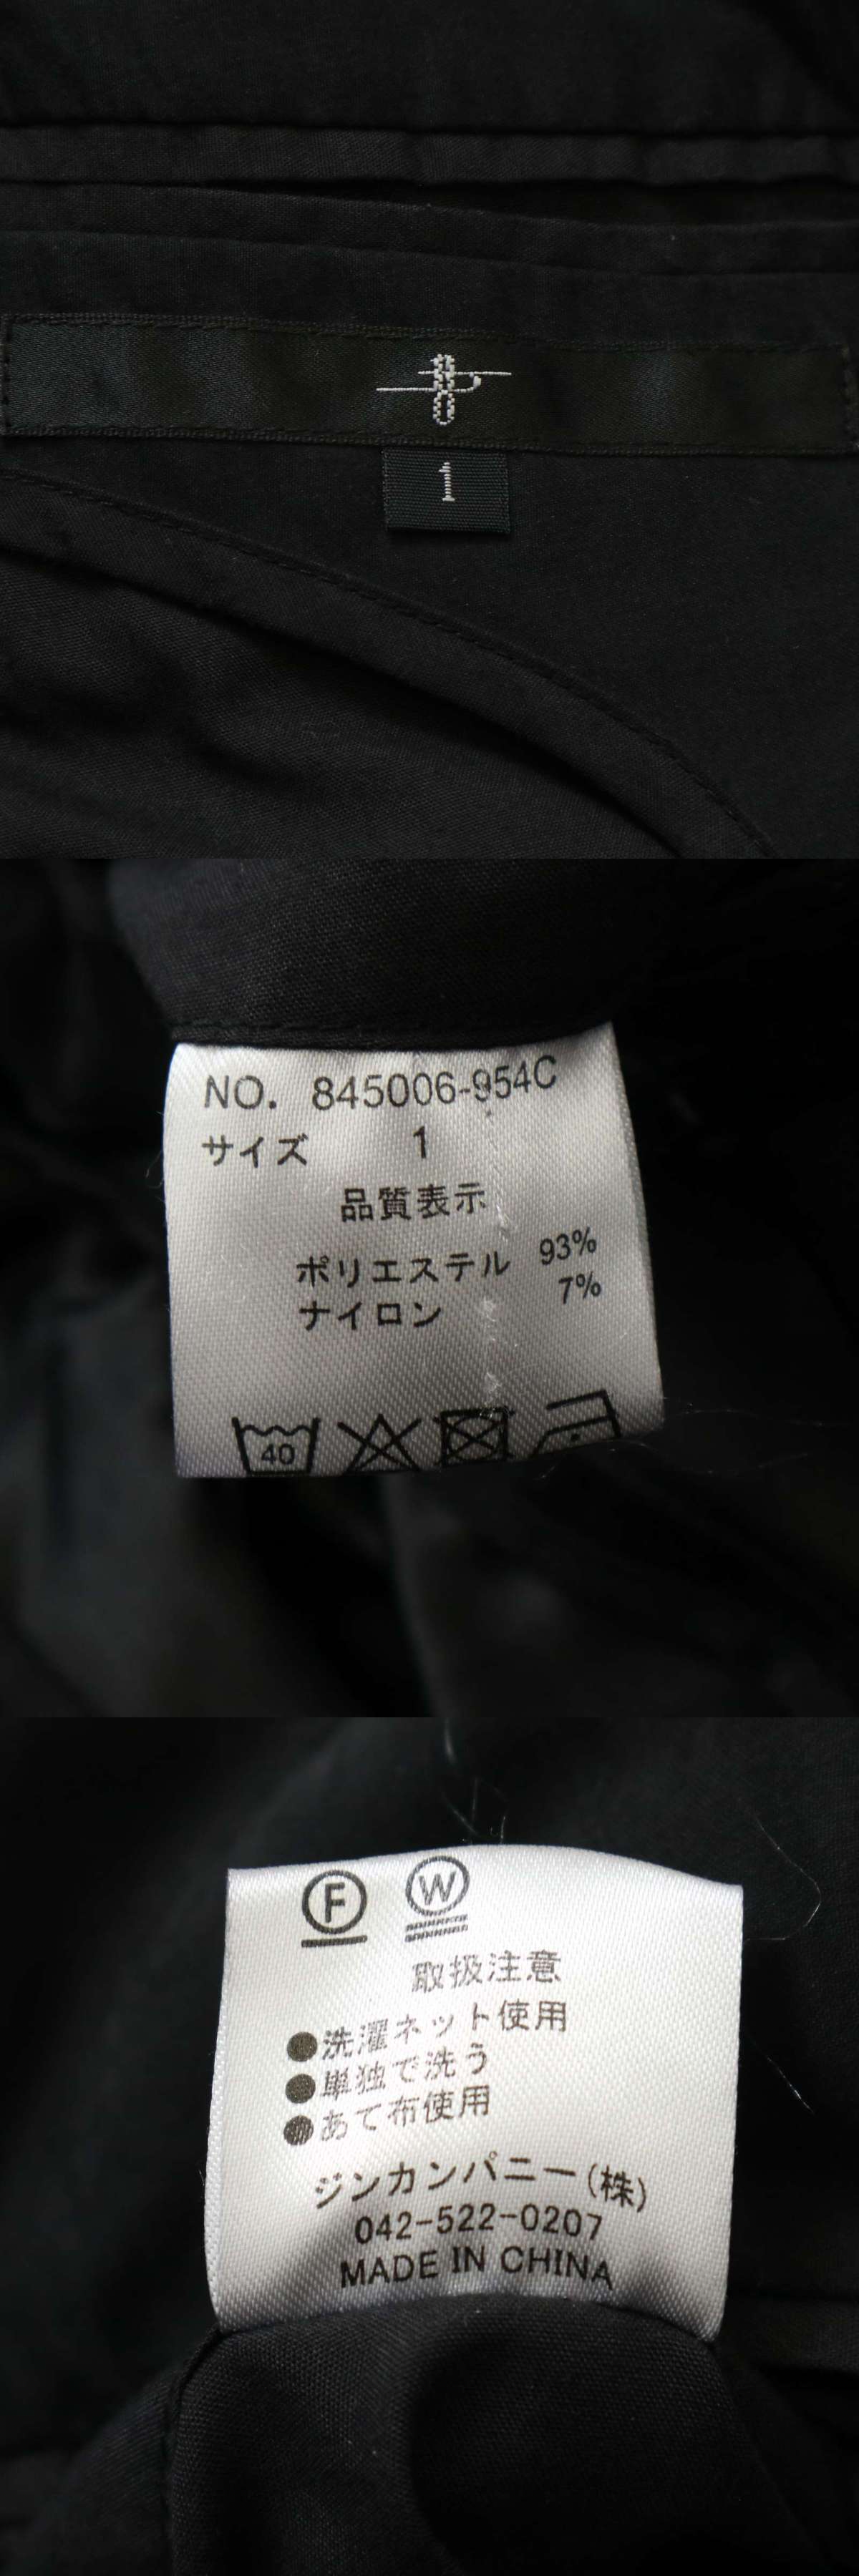 1
NO. 845006-954C
サイズ 1
品質表示
ポリエステル 93%
ナイロン 7%
40
F W
取扱注意
●洗濯ネット使用
●単独で洗う
●あて布使用
ジンカンパニー(株)
042-522-0207
MADE IN CHINA